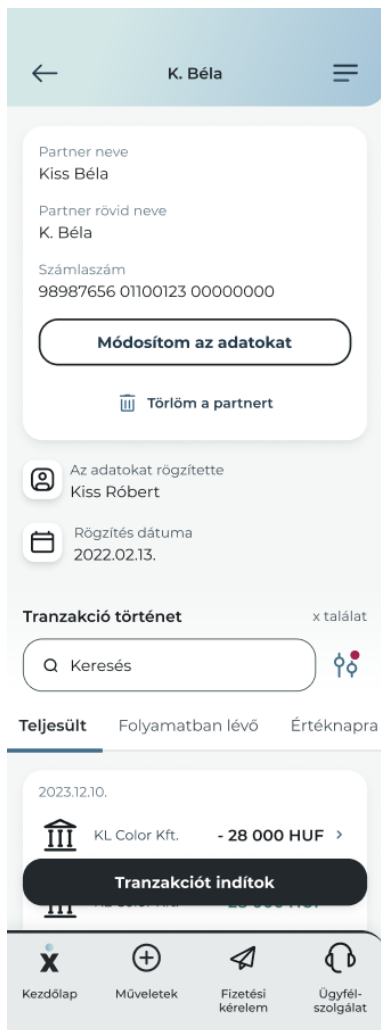 K. Béla
Partner neve
Kiss Béla
Partner rövid neve
K. Béla
Számlaszám
98987656 01100123 00000000
Módosítom az adatokat
Törlöm a partnert
Az adatokat rögzítette
Kiss Róbert
Rögzítés dátuma
2022.02.13.
Tranzakció történet x találat
Keresés
Teljesült Folyamatban lévő Értéknapra
2023.12.10.
KL Color Kft. - 28 000 HUF
Tranzakciót indítok
Kezdőlap Műveletek Fizetési kérelem Ügyfél-szolgálat